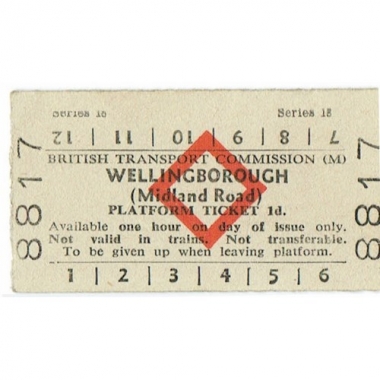 Series 18 Series 18
12 | 11 | 10 | 9 | 8 | 7
BRITISH TRANSPORT COMMISSION (M)
WELLINGBOROUGH
(Midland Road)
PLATFORM TICKET 1d.
Available one hour on day of issue only.
Not valid in trains. Not transferable.
To be given up when leaving platform.
1 | 2 | 3 | 4 | 5 | 6
8817
8817